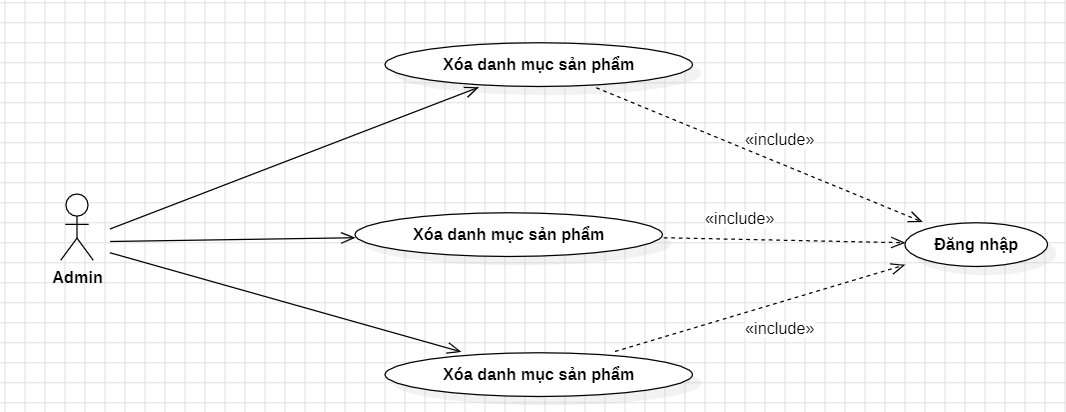 Xóa danh mục sản phẩm
«include»
«include»
Xóa danh mục sản phẩm
Đăng nhập
Admin
«include»
Xóa danh mục sản phẩm